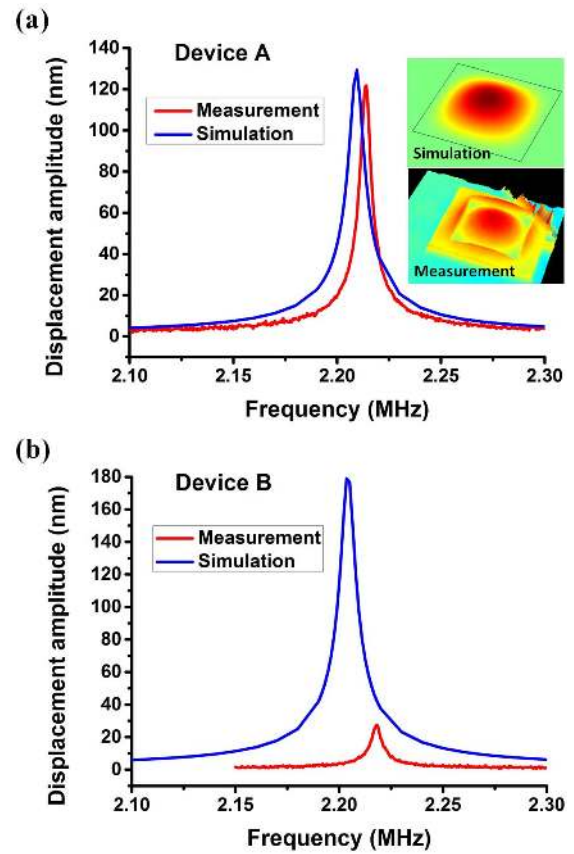 (a)
Device A
Measurement
Simulation
Simulation
Measurement
Displacement amplitude (nm)
140
120
100
80
60
40
20
0
2.10 2.15 2.20 2.25 2.30
Frequency (MHz)
(b)
Device B
Measurement
Simulation
Displacement amplitude (nm)
180
160
140
120
100
80
60
40
20
0
2.10 2.15 2.20 2.25 2.30
Frequency (MHz)